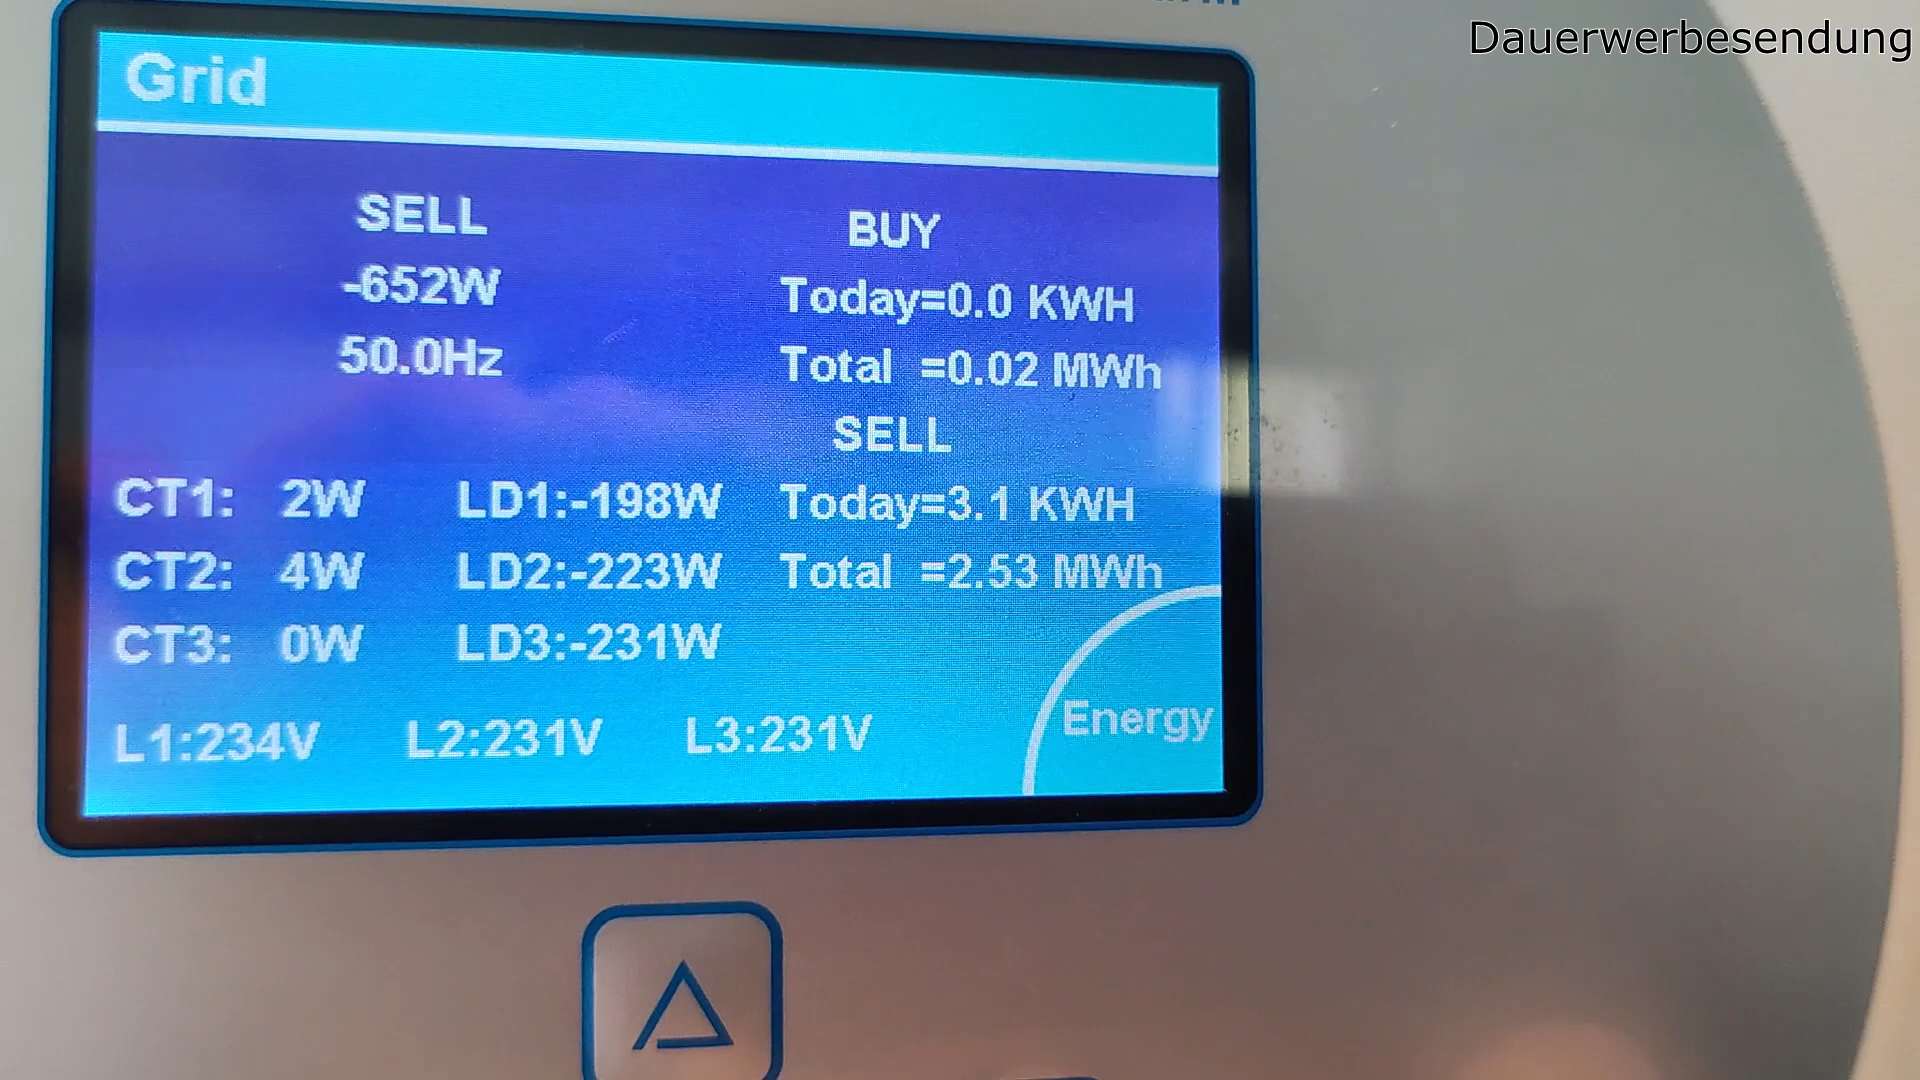 Dauerwerbesendung
Grid
SELL
-652W
50.0Hz
BUY
Today=0.0 KWH
Total =0.02 MWh
SELL
Today=3.1 KWH
Total =2.53 MWh
CT1: 2W LD1:-198W
CT2: 4W LD2:-223W
CT3: 0W LD3:-231W
L1:234V L2:231V L3:231V
Energy